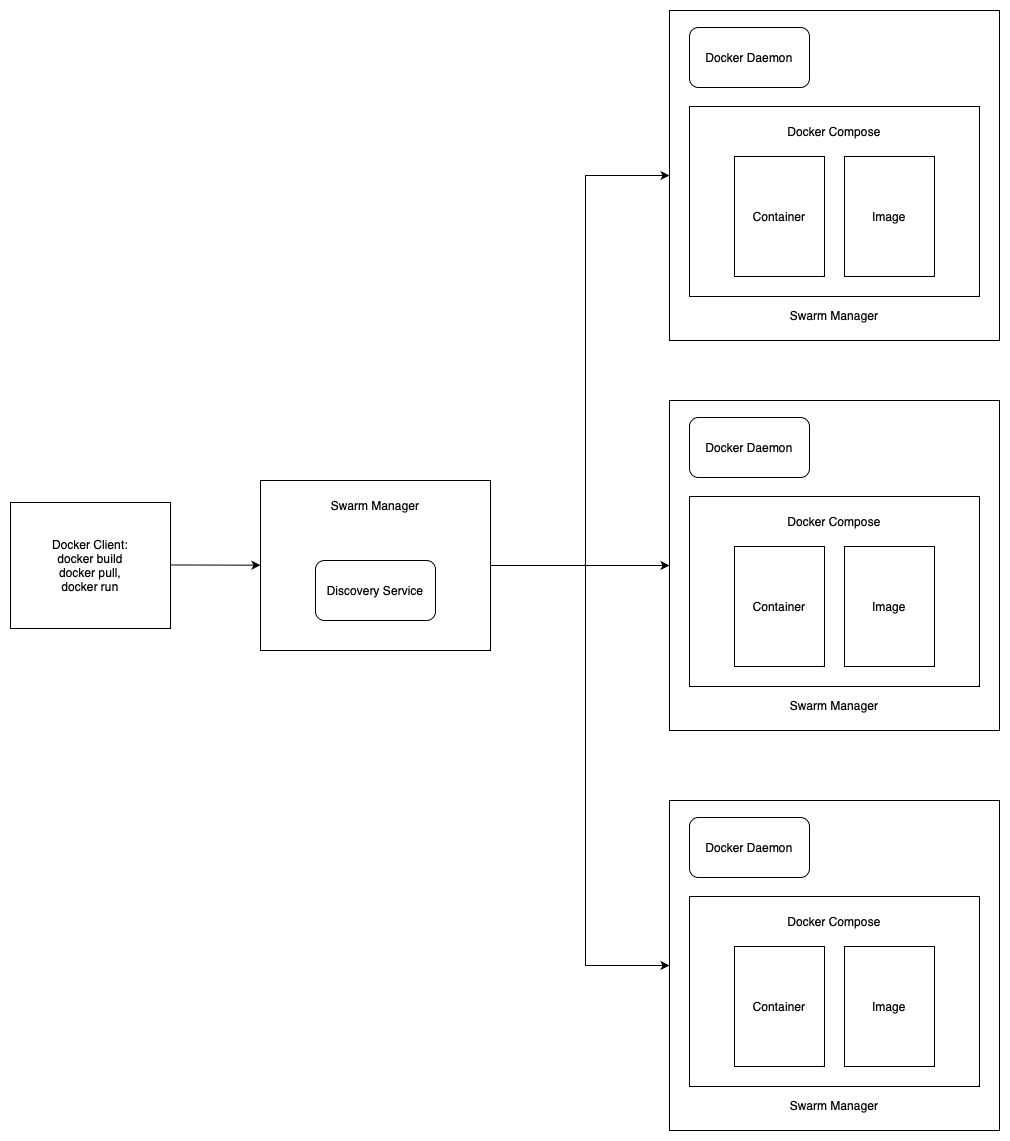 Docker Client:
docker build
docker pull,
docker run
Swarm Manager
Discovery Service
Docker Daemon
Docker Compose
Container
Image
Swarm Manager
Docker Daemon
Docker Compose
Container
Image
Swarm Manager
Docker Daemon
Docker Compose
Container
Image
Swarm Manager